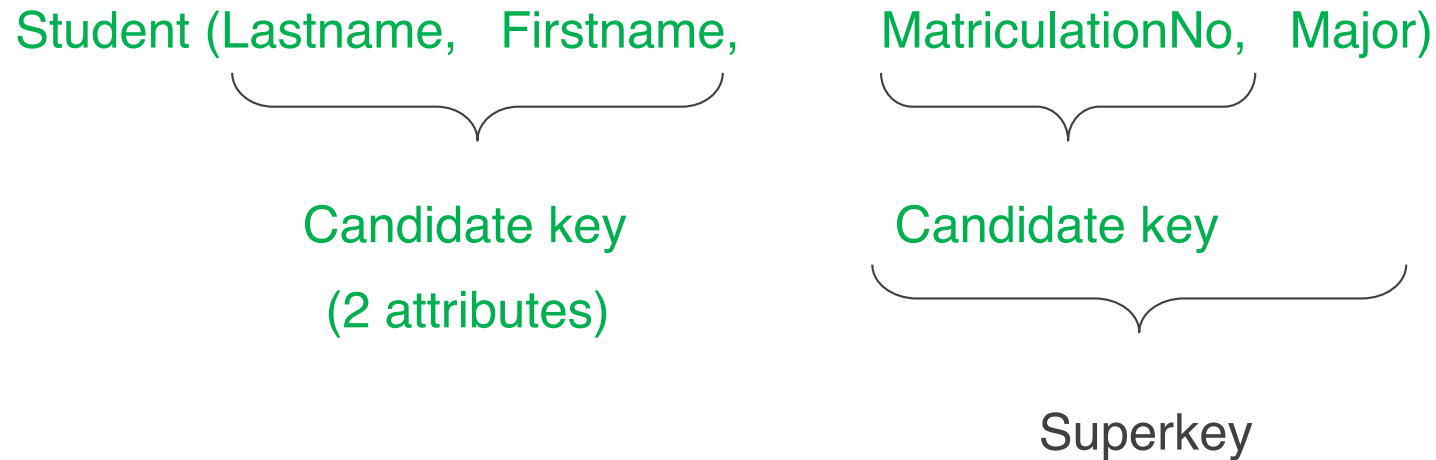 Student (Lastname, Firstname, MatriculationNo, Major)
Candidate key
(2 attributes)
Candidate key
Superkey